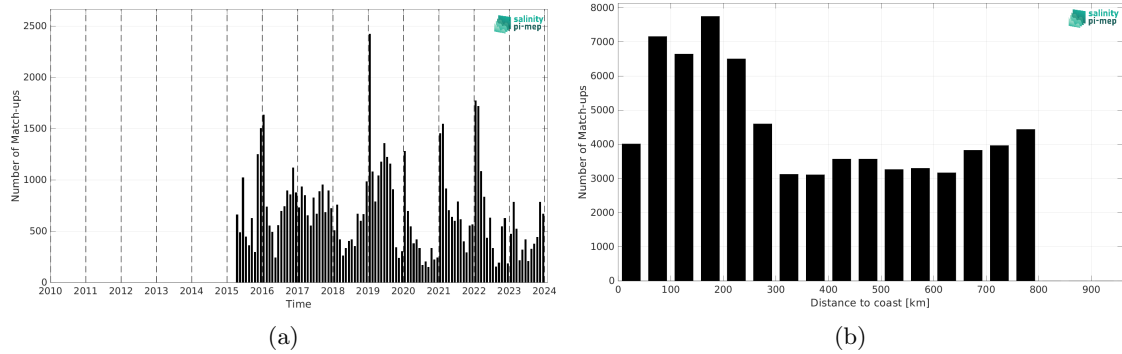 salinity
pi-mep
2500
2000
1500
1000
500
0
Number of Match-ups
2010 2011 2012 2013 2014 2015 2016 2017 2018 2019 2020 2021 2022 2023 2024
Time
(a)
salinity
pi-mep
8000
7000
6000
5000
4000
3000
2000
1000
0
Number of Match-ups
0 100 200 300 400 500 600 700 800 900
Distance to coast [km]
(b)